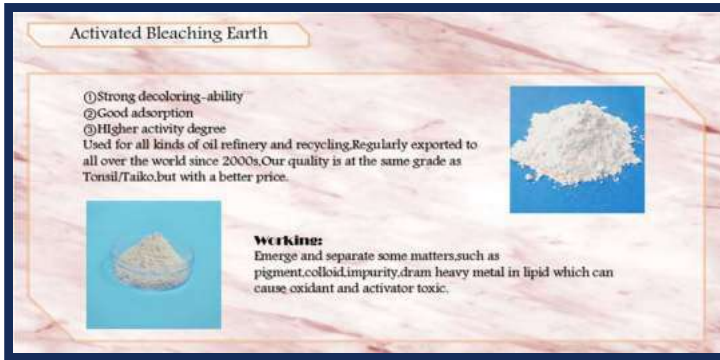 Activated Bleaching Earth
①Strong decoloring-ability
②Good adsorption
③HIgher activity degree
Used for all kinds of oil refinery and recycling,Regularly exported to
all over the world since 2000s,Our quality is at the same grade as
Tonsil/Taiko,but with a better price.
Working:
Emerge and separate some matters,such as
pigment,colloid,impurity,dram heavy metal in lipid which can
cause oxidant and activator toxic.